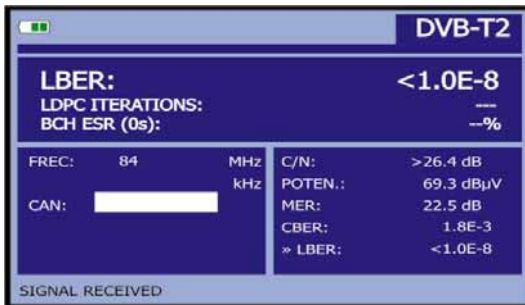 DVB-T2
LBER: <1.0E-8
LDPC ITERATIONS: ---
BCH ESR (0s): --%
FREC: 84 MHz
kHz
CAN:
C/N: >26.4 dB
POTEN.: 69.3 dBµV
MER: 22.5 dB
CBER: 1.8E-3
» LBER: <1.0E-8
SIGNAL RECEIVED